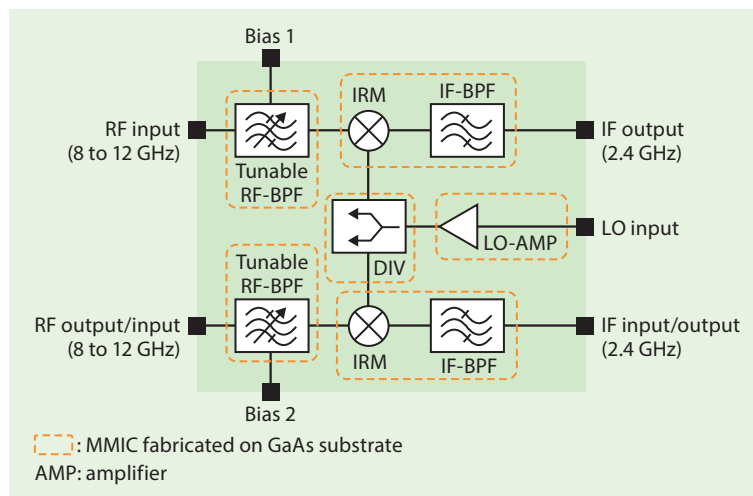 Bias 1
IRM
IF-BPF
RF input
(8 to 12 GHz)
Tunable
RF-BPF
IF output
(2.4 GHz)
DIV
LO-AMP
LO input
Tunable
RF-BPF
RF output/input
(8 to 12 GHz)
IRM
IF-BPF
IF input/output
(2.4 GHz)
Bias 2
: MMIC fabricated on GaAs substrate
AMP: amplifier